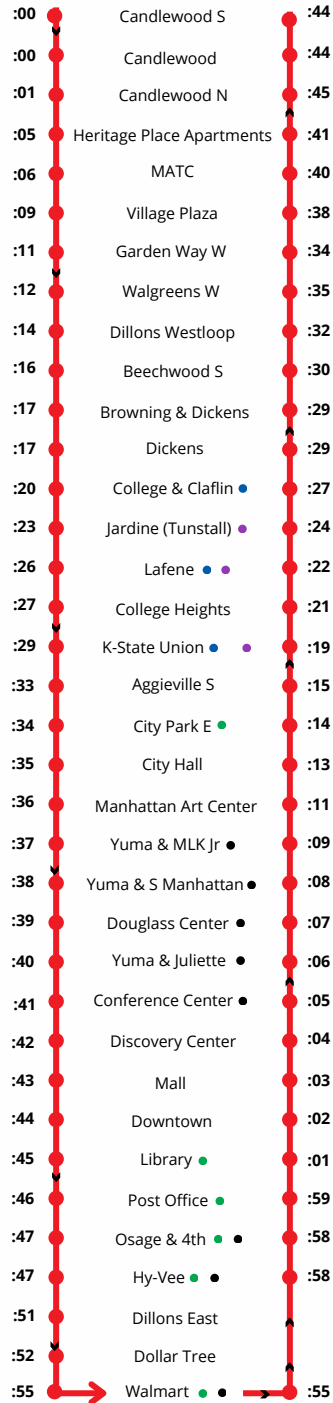 :00 Candlewood S :44
:00 Candlewood :44
:01 Candlewood N :45
:05 Heritage Place Apartments :41
:06 MATC :40
:09 Village Plaza :38
:11 Garden Way W :34
:12 Walgreens W :35
:14 Dillons Westloop :32
:16 Beechwood S :30
:17 Browning & Dickens :29
:17 Dickens :29
:20 College & Claflin :27
:23 Jardine (Tunstall) :24
:26 Lafene :22
:27 College Heights :21
:29 K-State Union :19
:33 Aggieville S :15
:34 City Park E :14
:35 City Hall :13
:36 Manhattan Art Center :11
:37 Yuma & MLK Jr :09
:38 Yuma & S Manhattan :08
:39 Douglass Center :07
:40 Yuma & Juliette :06
:41 Conference Center :05
:42 Discovery Center :04
:43 Mall :03
:44 Downtown :02
:45 Library :01
:46 Post Office :59
:47 Osage & 4th :58
:47 Hy-Vee :58
:51 Dillons East
:52 Dollar Tree
:55 Walmart :55